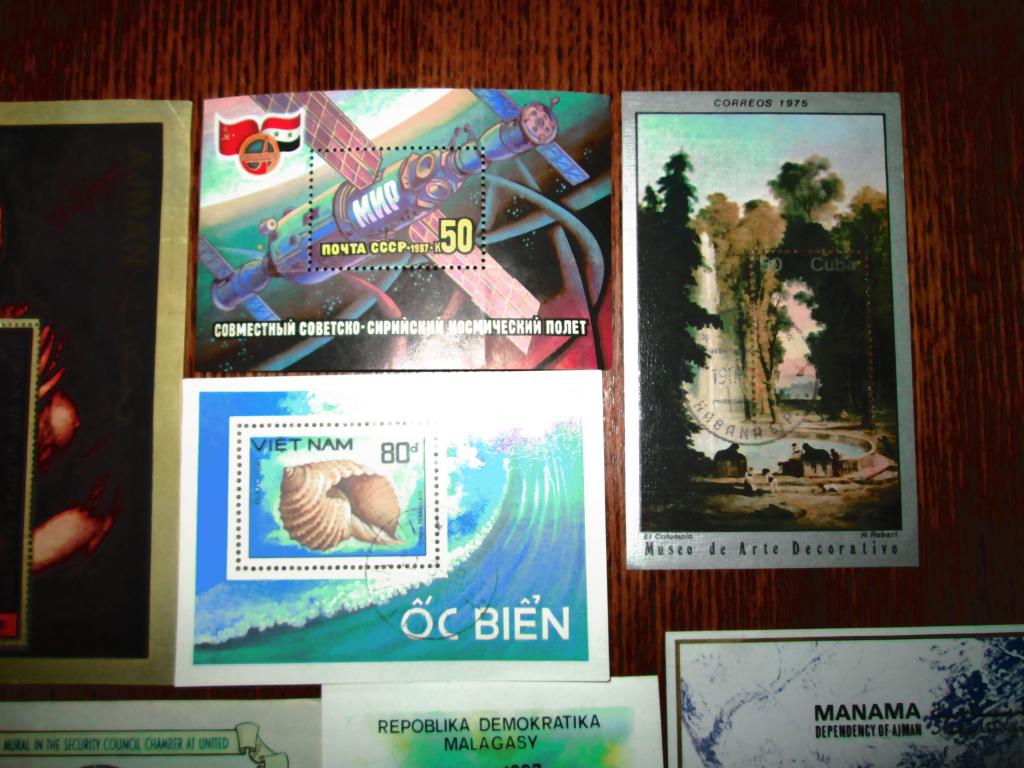 AJMAN
МИР
ПОЧТА СССР·1987·К50
СОВМЕСТНЫЙ СОВЕТСКО-СИРИЙСКИЙ КОСМИЧЕСКИЙ ПОЛЕТ
CORREOS 1975
50 Cuba
HABANA
El Columpio H. Robert
Museo de Arte Decorativo
VIỆT NAM 80đ
ỐC BIỂN
MURAL IN THE SECURITY COUNCIL CHAMBER AT UNITED
REPOBLIKA DEMOKRATIKA
MALAGASY
MANAMA
DEPENDENCY OF AJMAN